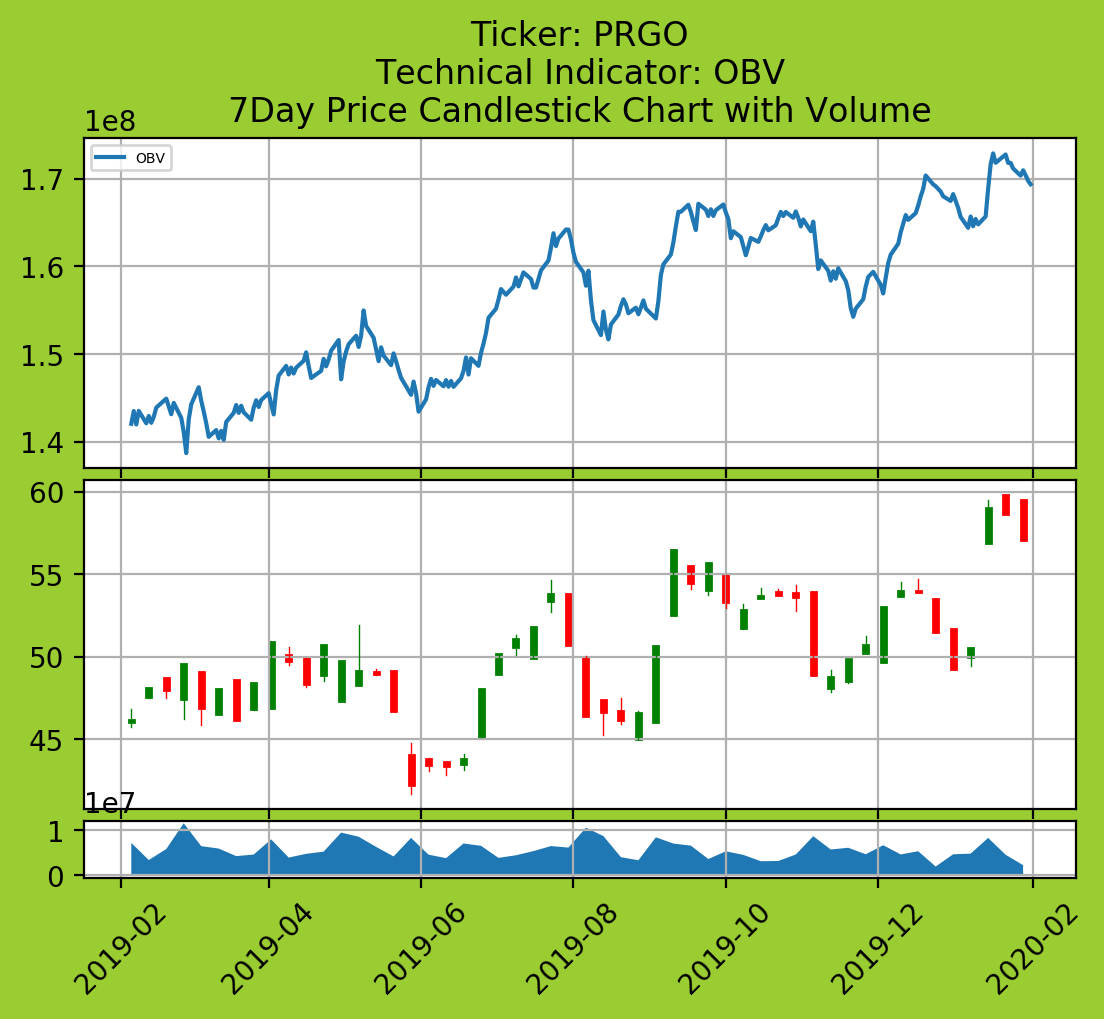 Ticker: PRGO
Technical Indicator: OBV
7Day Price Candlestick Chart with Volume
1e8
OBV
1.7
1.6
1.5
1.4
60
55
50
45
1e7
1
0
2019-02
2019-04
2019-06
2019-08
2019-10
2019-12
2020-02